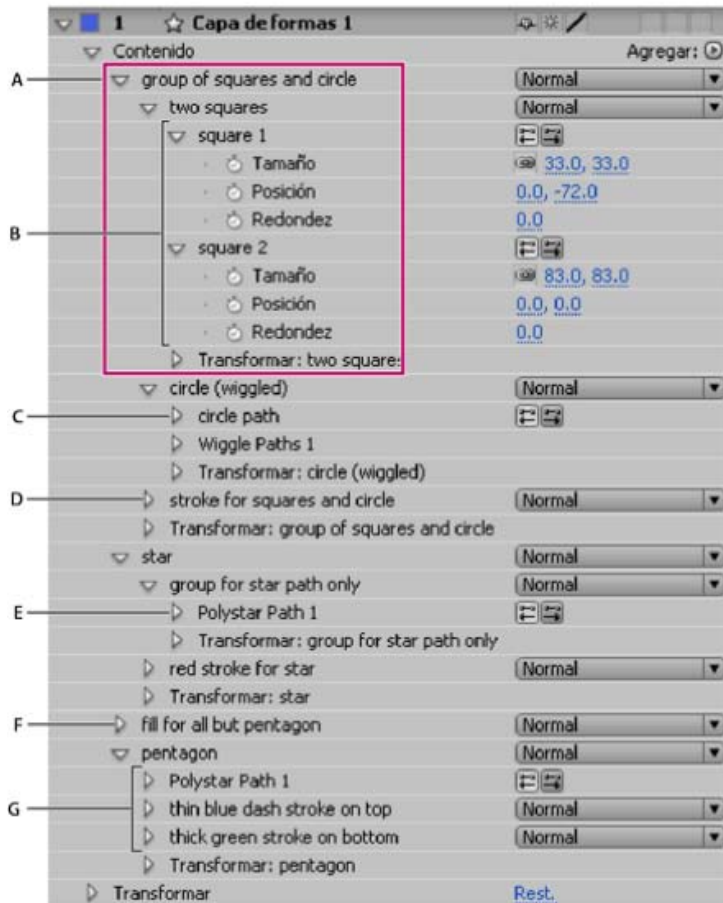 1 Capa de formas 1
Contenido Agregar:
A group of squares and circle Normal
two squares Normal
square 1
Tamaño 33.0, 33.0
Posición 0.0, -72.0
B Redondez 0.0
square 2
Tamaño 83.0, 83.0
Posición 0.0, 0.0
Redondez 0.0
Transformar: two squares
circle (wiggled) Normal
C circle path
Wiggle Paths 1
Transformar: circle (wiggled)
D stroke for squares and circle Normal
Transformar: group of squares and circle
star Normal
group for star path only Normal
E Polystar Path 1
Transformar: group for star path only
red stroke for star Normal
Transformar: star
F fill for all but pentagon Normal
pentagon Normal
Polystar Path 1
G thin blue dash stroke on top Normal
thick green stroke on bottom Normal
Transformar: pentagon
Transformar Rest.